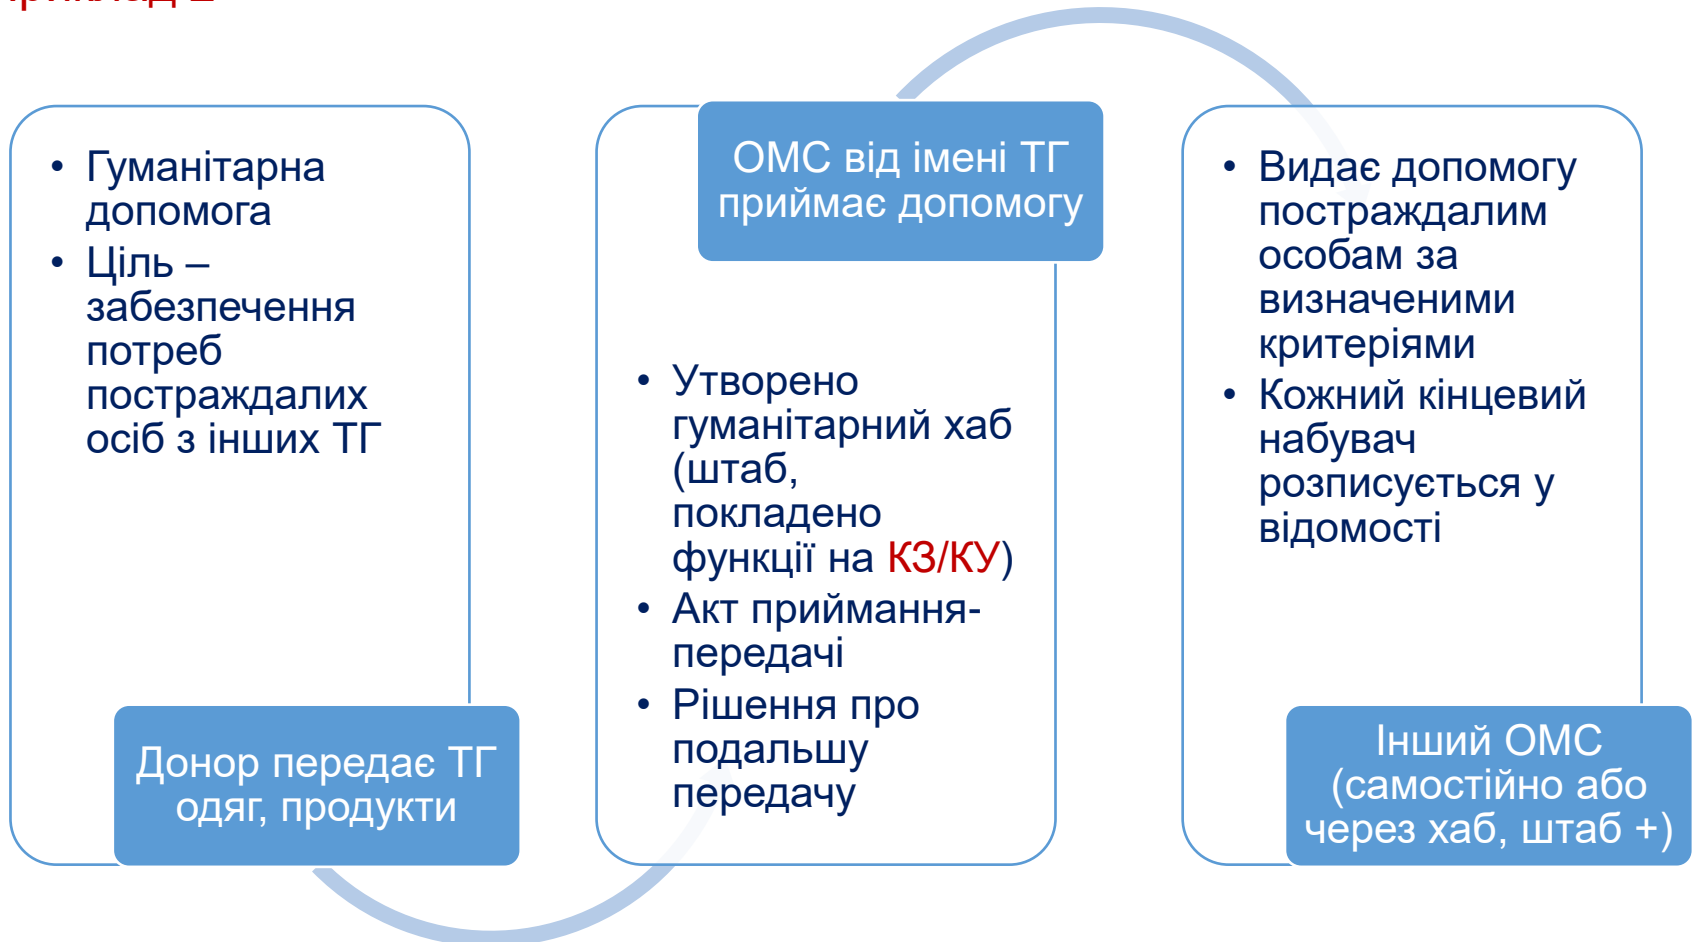 • Гуманітарна
допомога
• Ціль –
забезпечення
потреб
постраждалих
осіб з інших ТГ
Донор передає ТГ
одяг, продукти
ОМС від імені ТГ
приймає допомогу
• Утворено
гуманітарний хаб
(штаб,
покладено
функції на КЗ/КУ)
• Акт приймання-
передачі
• Рішення про
подальшу
передачу
• Видає допомогу
постраждалим
особам за
визначеними
критеріями
• Кожний кінцевий
набувач
розписується у
відомості
Інший ОМС
(самостійно або
через хаб, штаб +)